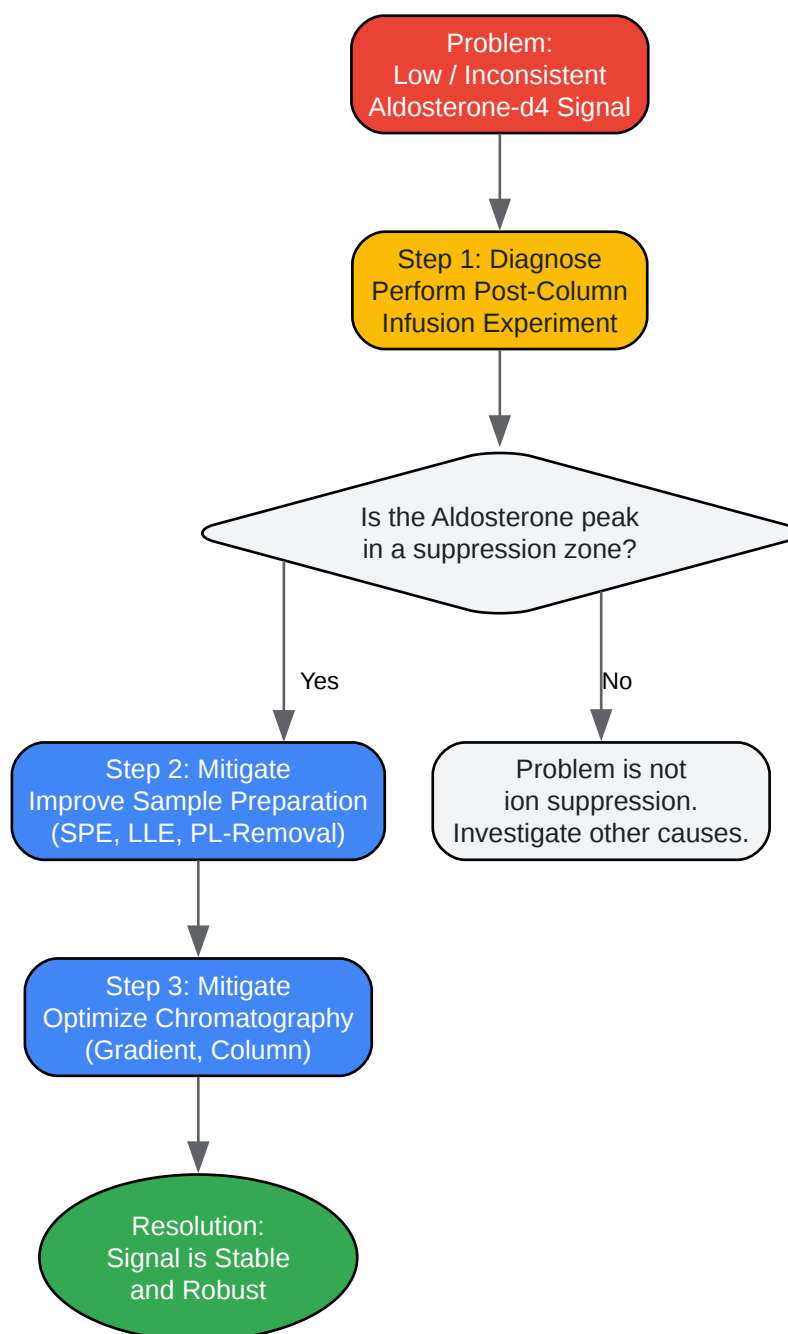 Problem:
Low / Inconsistent
Aldosterone-d4 Signal
Step 1: Diagnose
Perform Post-Column
Infusion Experiment
Is the Aldosterone peak
in a suppression zone?
Yes
No
Step 2: Mitigate
Improve Sample Preparation
(SPE, LLE, PL-Removal)
Problem is not
ion suppression.
Investigate other causes.
Step 3: Mitigate
Optimize Chromatography
(Gradient, Column)
Resolution:
Signal is Stable
and Robust